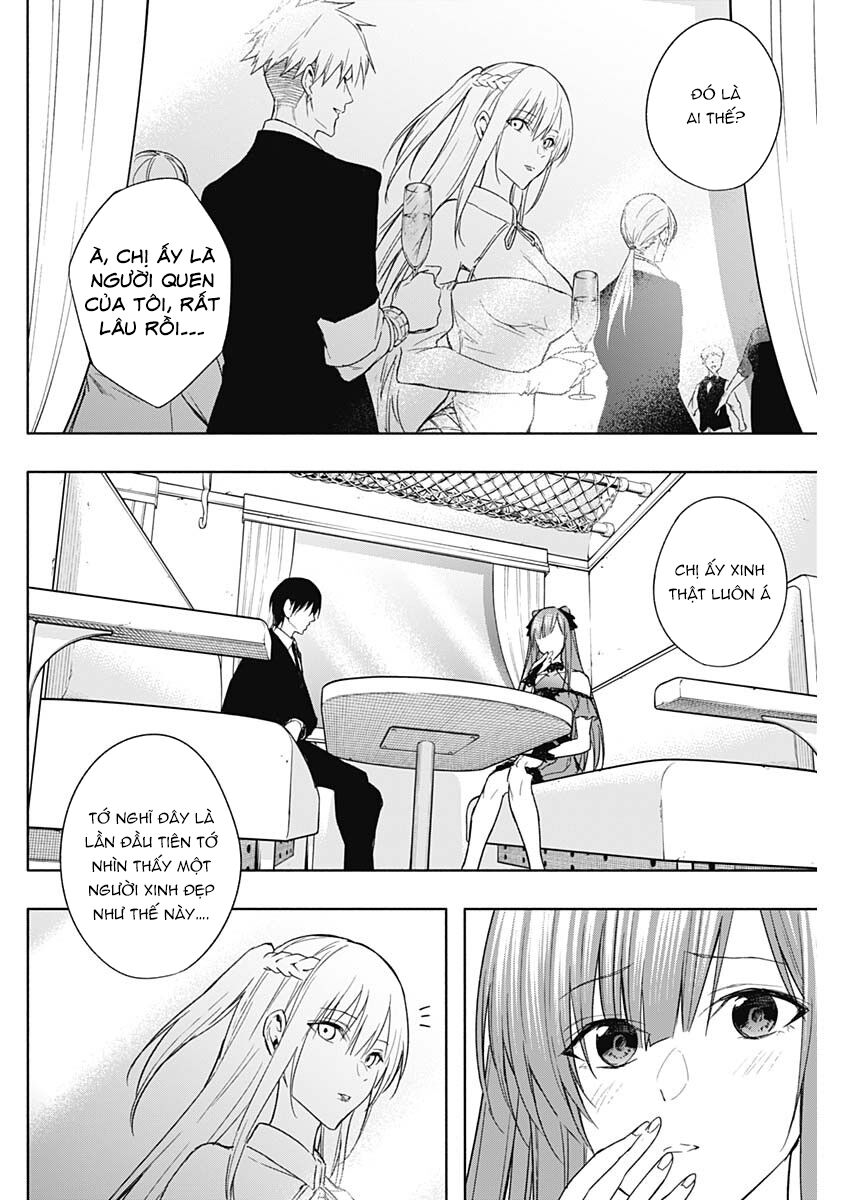 ĐÓ LÀ
AI THẾ?
À, CHỊ ẤY LÀ
NGƯỜI QUEN
CỦA TÔI, RẤT
LÂU RỒI...
CHỊ ẤY XINH
THẬT LUÔN Á
TỚ NGHĨ ĐÂY LÀ
LẦN ĐẦU TIÊN TỚ
NHÌN THẤY MỘT
NGƯỜI XINH ĐẸP
NHƯ THẾ NÀY....